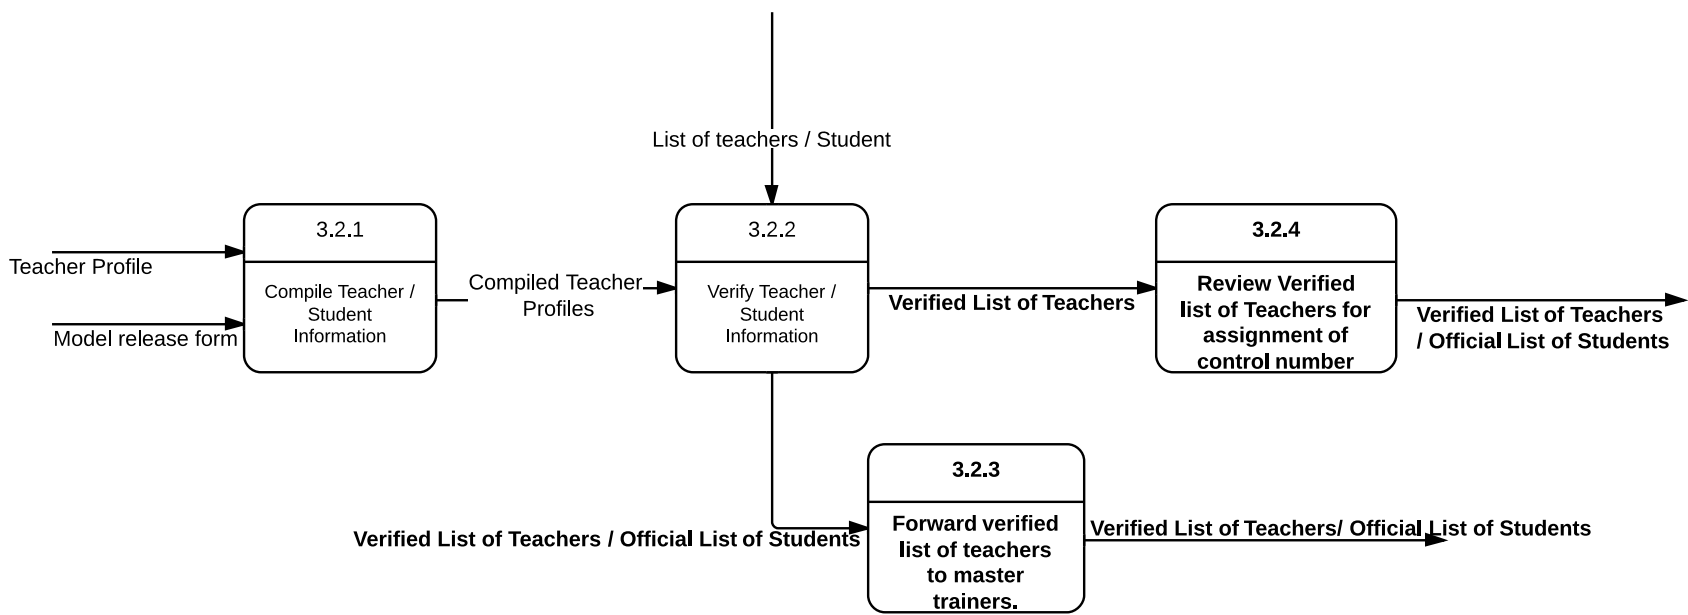 List of teachers / Student
3.2.1
3.2.2
3.2.4
Teacher Profile
Model release form
Compile Teacher /
Student
Information
Compiled Teacher
Profiles
Verify Teacher /
Student
Information
Verified List of Teachers
Review Verified
list of Teachers for
assignment of
control number
Verified List of Teachers
/ Official List of Students
3.2.3
Verified List of Teachers / Official List of Students
Forward verified
list of teachers
to master
trainers.
Verified List of Teachers/ Official List of Students